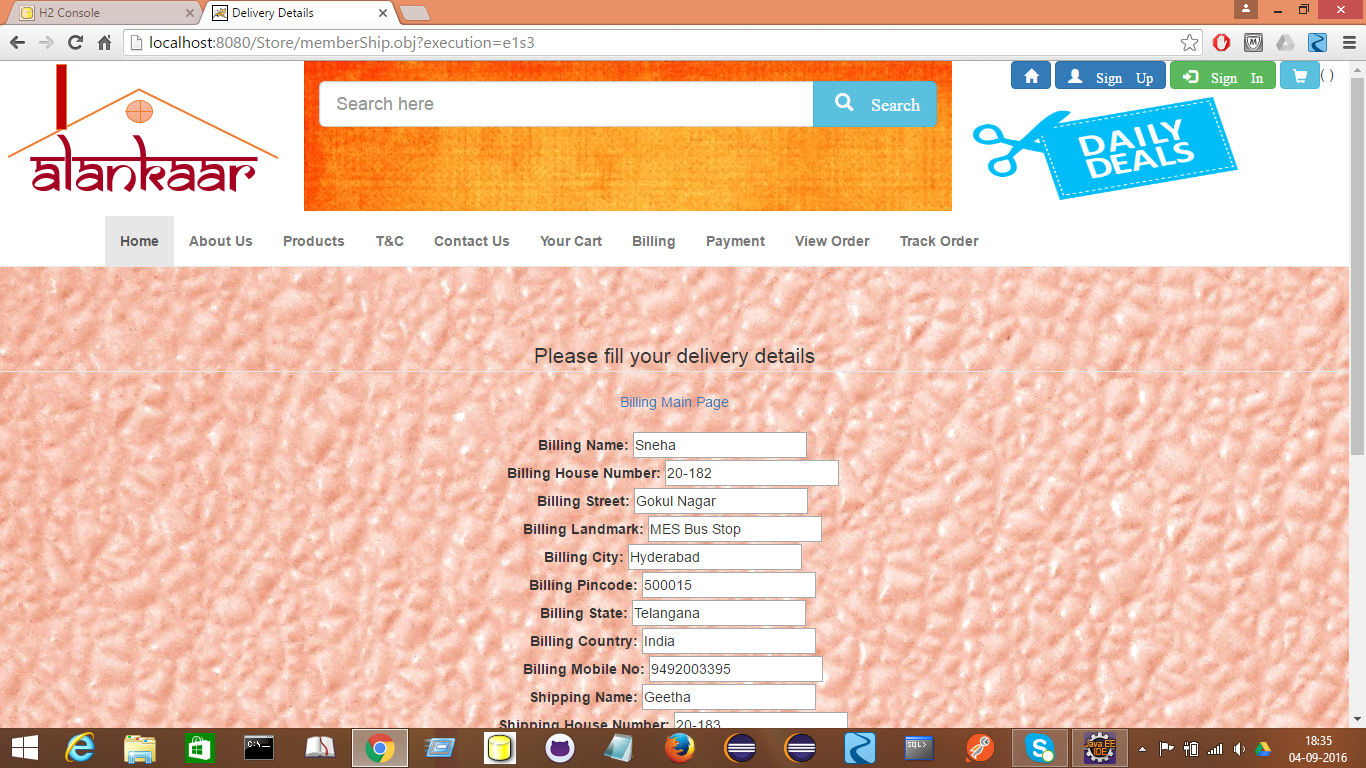 H2 Console
Delivery Details
localhost:8080/Store/memberShip.obj?execution=e1s3
alankaar
Search here
Search
Sign Up
Sign In
( )
DAILY
DEALS
Home About Us Products T&C Contact Us Your Cart Billing Payment View Order Track Order
Please fill your delivery details
Billing Main Page
Billing Name: Sneha
Billing House Number: 20-182
Billing Street: Gokul Nagar
Billing Landmark: MES Bus Stop
Billing City: Hyderabad
Billing Pincode: 500015
Billing State: Telangana
Billing Country: India
Billing Mobile No: 9492003395
Shipping Name: Geetha
Shipping House Number: 20-183
C:\_
SQL>
Java EE
IDE
18:35
04-09-2016